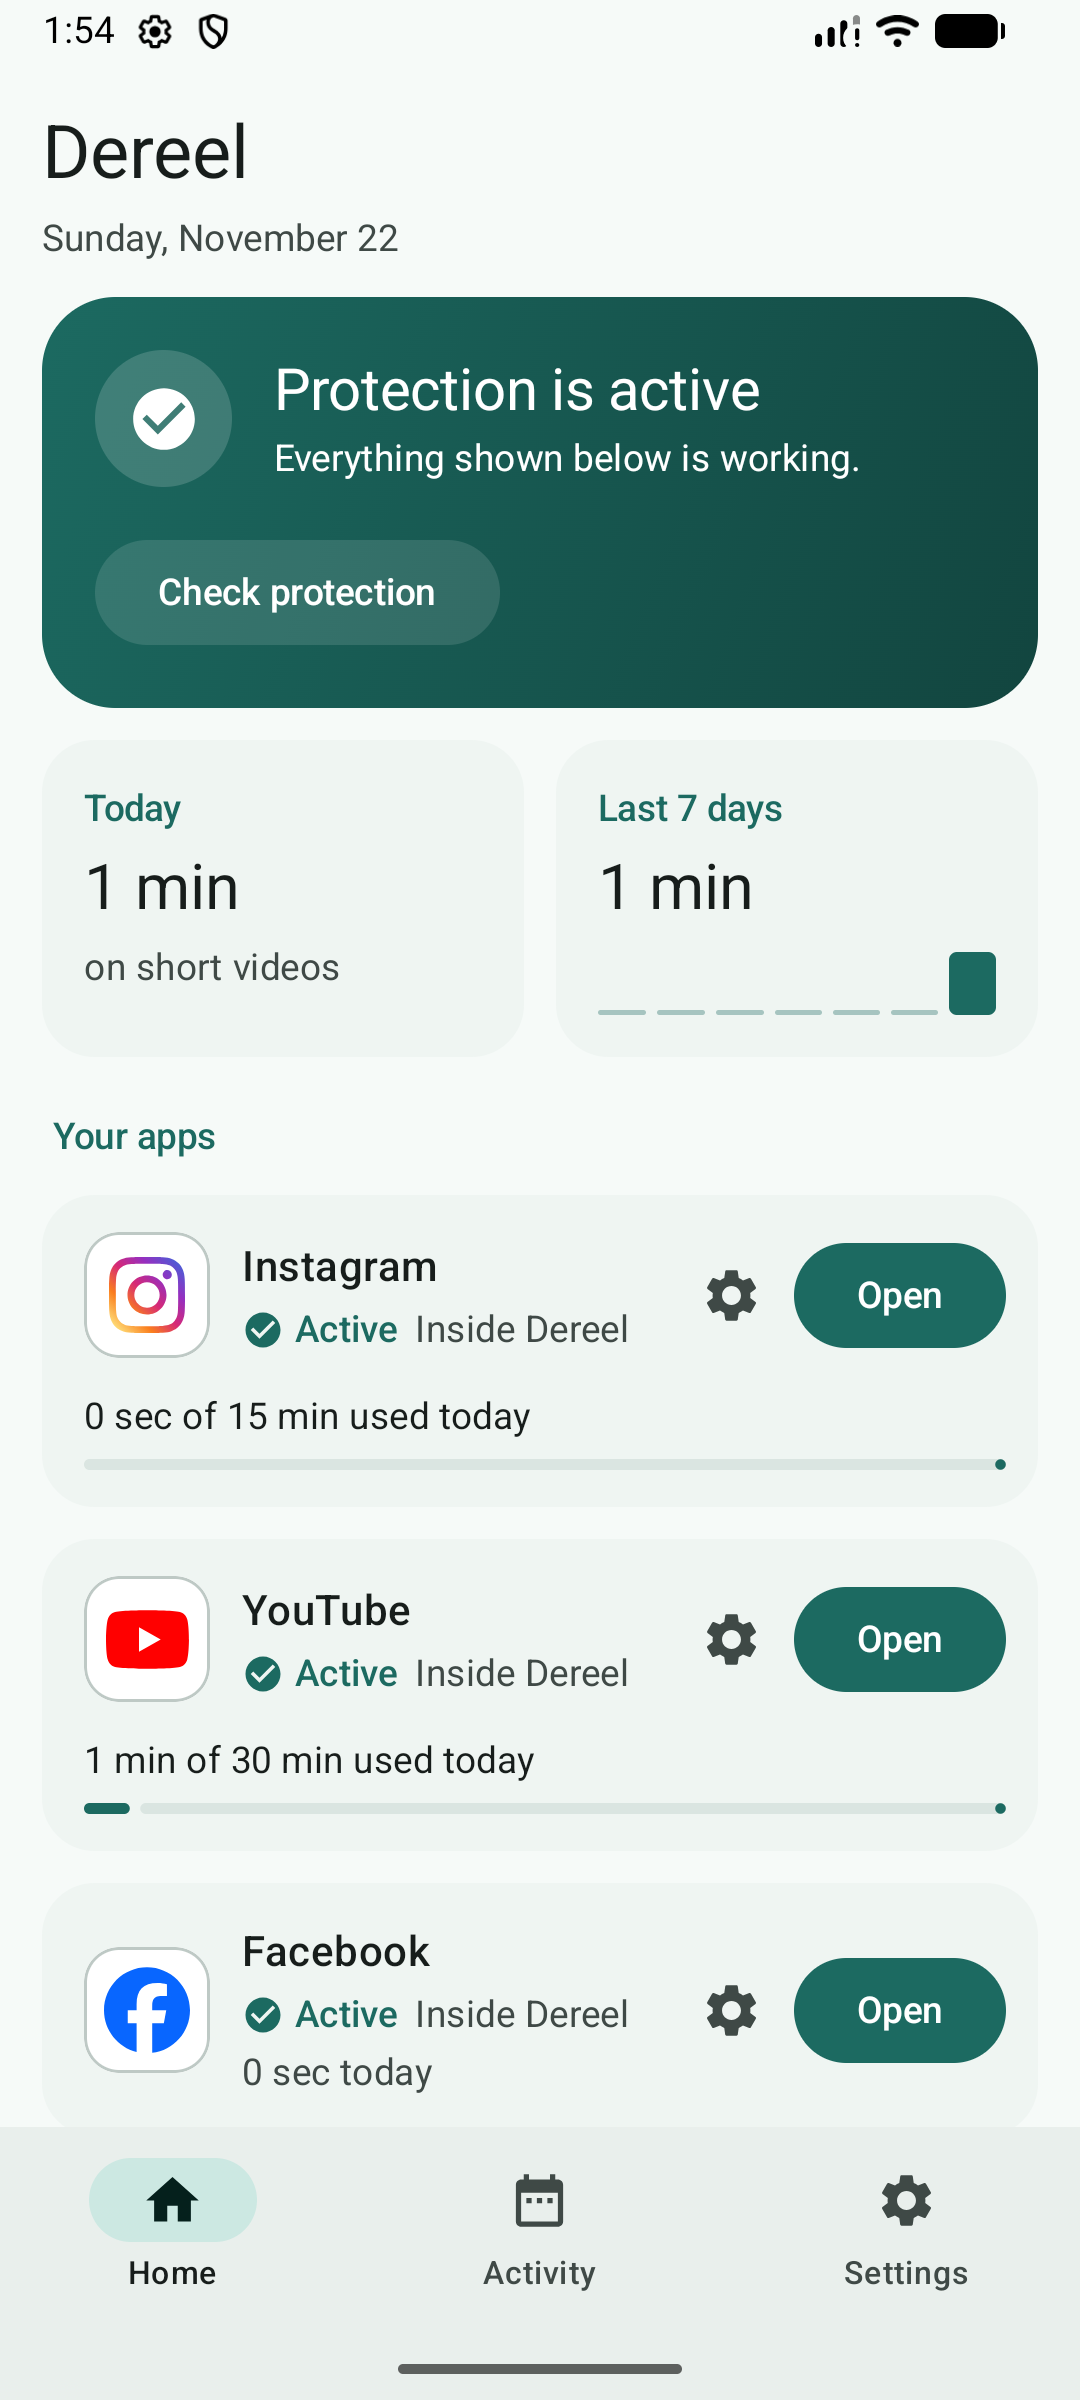 1:54
Dereel
Sunday, November 22
Protection is active
Everything shown below is working.
Check protection
Today
1 min
on short videos
Last 7 days
1 min
Your apps
Instagram
Active Inside Dereel
Open
0 sec of 15 min used today
YouTube
Active Inside Dereel
Open
1 min of 30 min used today
Facebook
Active Inside Dereel
0 sec today
Open
Home
Activity
Settings